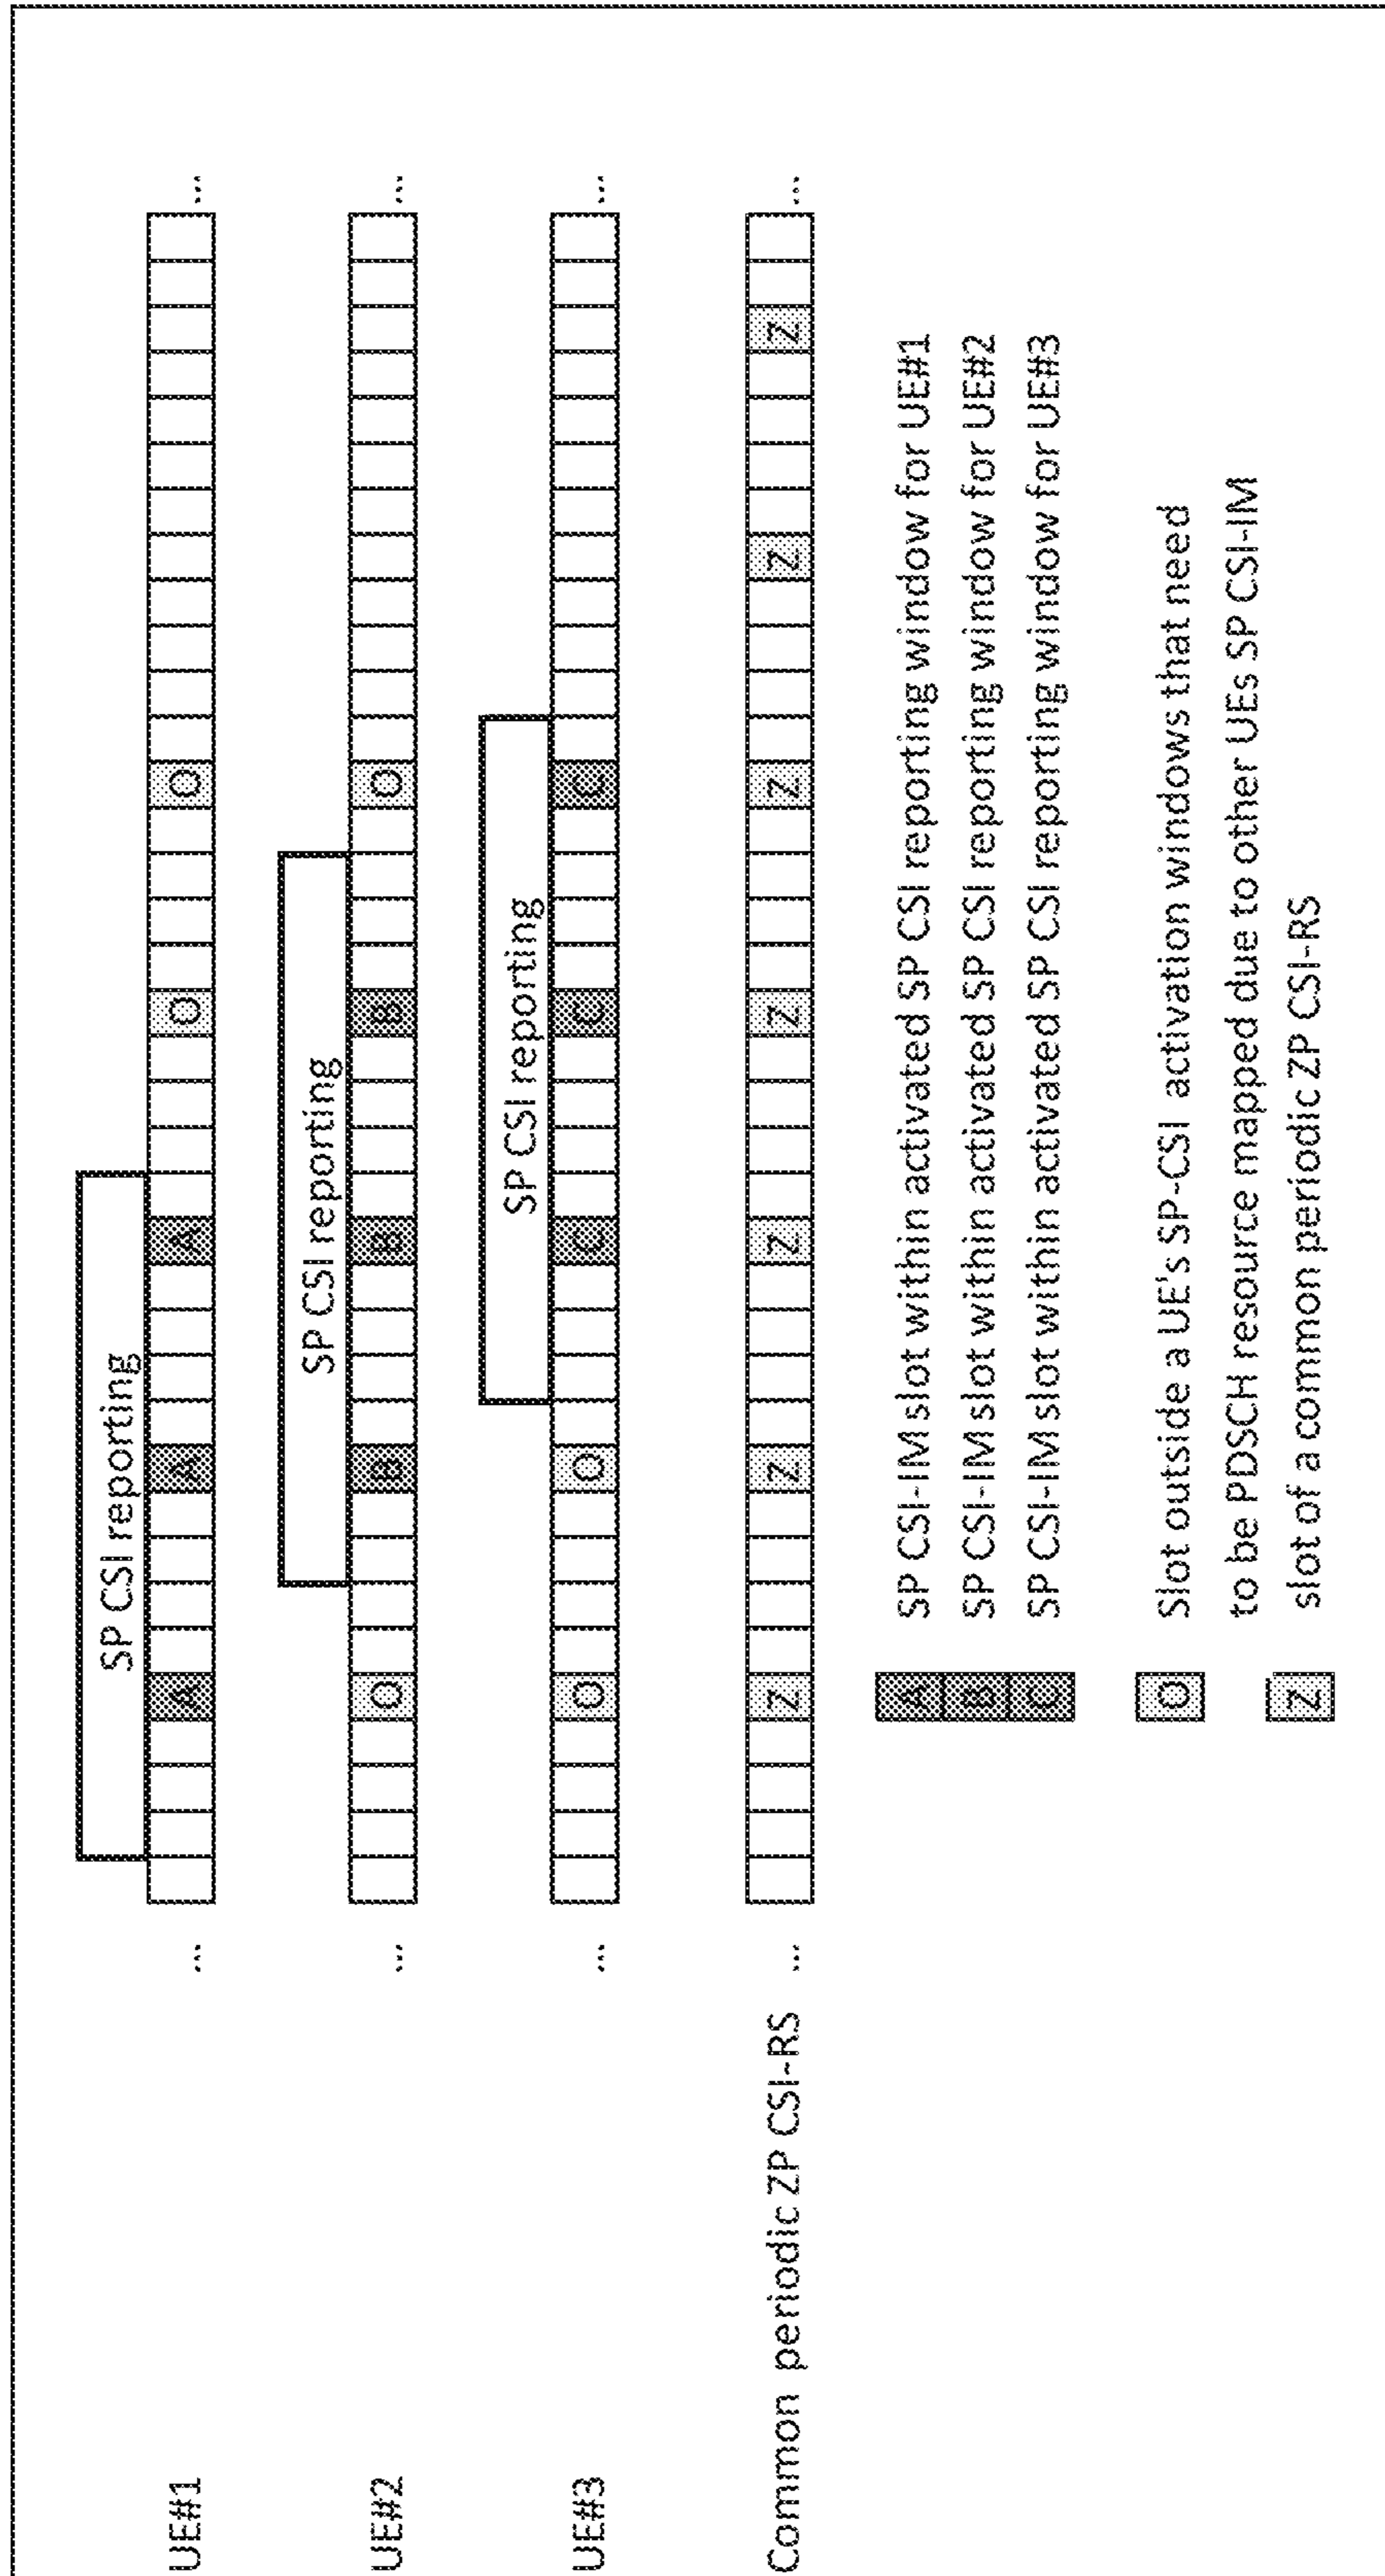 SP CSI reporting
UE#1 ... A A A O O ...
SP CSI reporting
UE#2 ... O B B B O ...
SP CSI reporting
UE#3 ... O O C C C ...
Common periodic ZP CSI-RS ... Z Z Z Z Z Z Z ...
A SP CSI-IM slot within activated SP CSI reporting window for UE#1
B SP CSI-IM slot within activated SP CSI reporting window for UE#2
C SP CSI-IM slot within activated SP CSI reporting window for UE#3
O Slot outside a UE's SP-CSI activation windows that need
to be PDSCH resource mapped due to other UEs SP CSI-IM
Z slot of a common periodic ZP CSI-RS